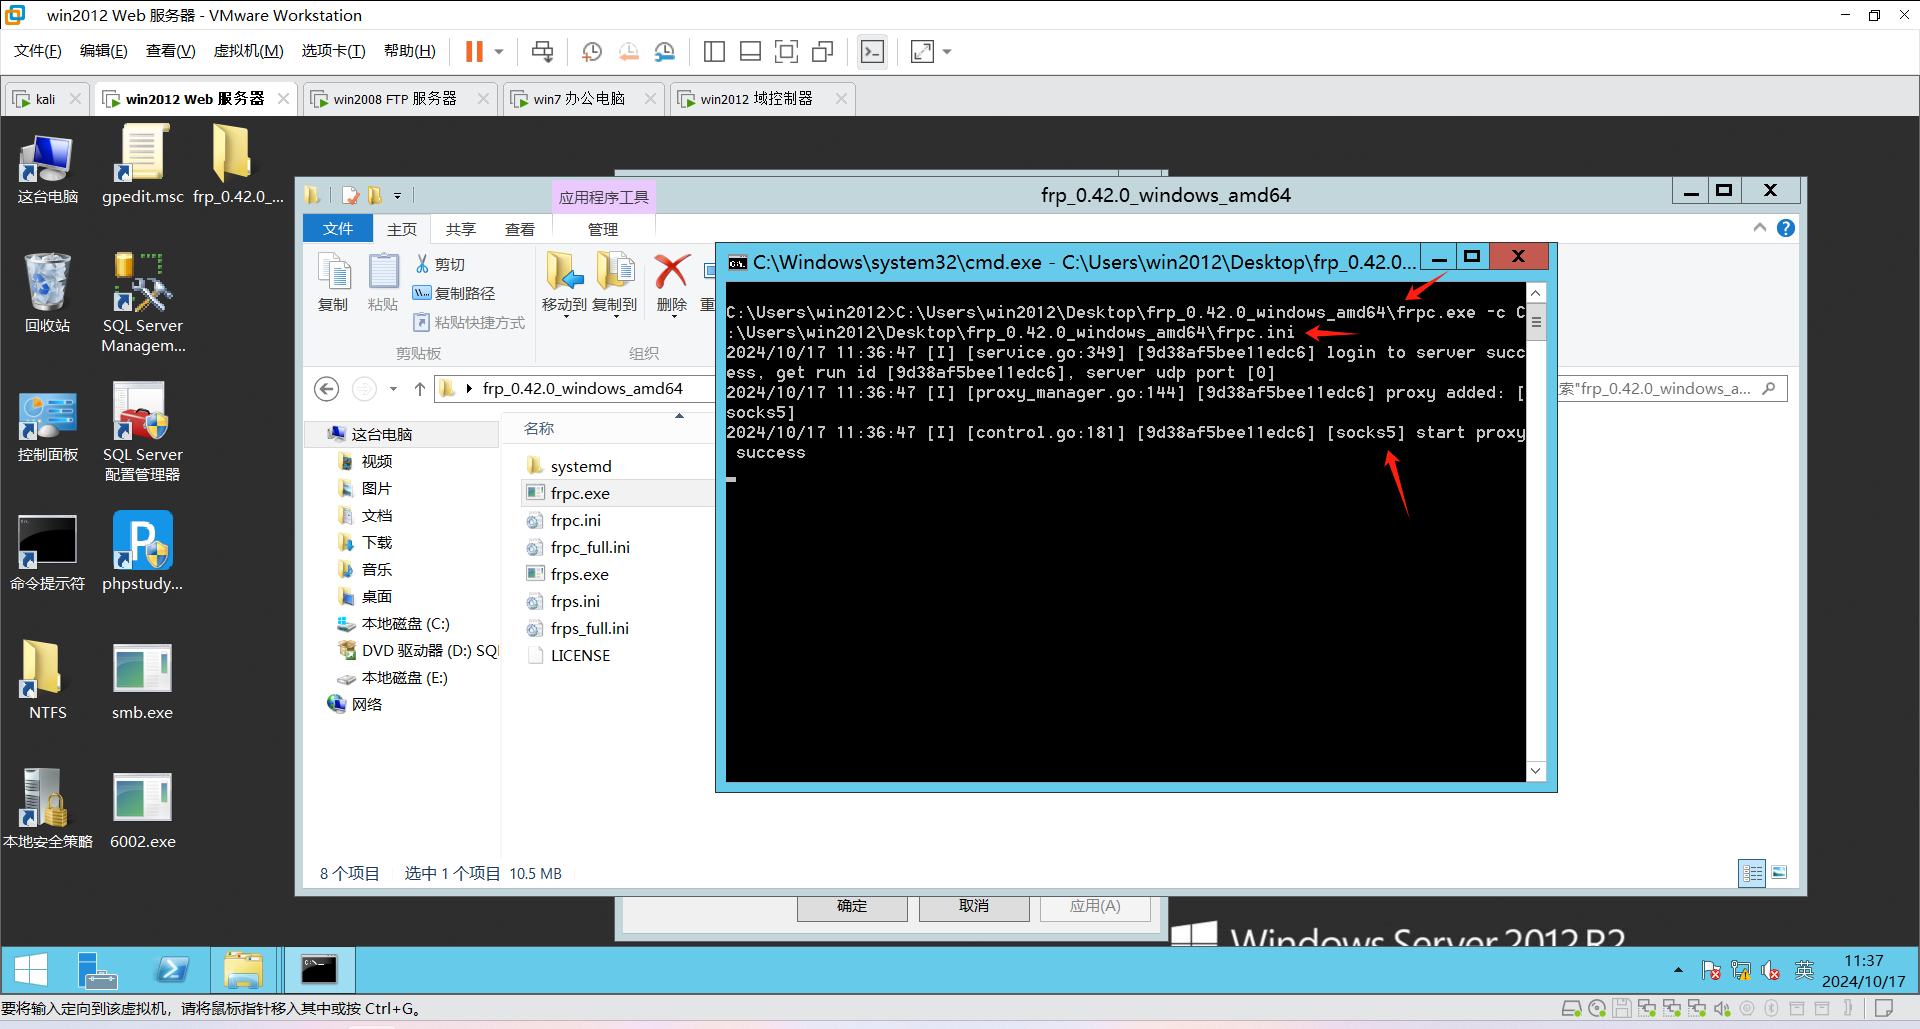 win2012 Web 服务器 - VMware Workstation
文件(F) 编辑(E) 查看(V) 虚拟机(M) 选项卡(T) 帮助(H)
kali
win2012 Web 服务器
win2008 FTP 服务器
win7 办公电脑
win2012 域控制器
这台电脑
gpedit.msc
frp_0.42.0_...
回收站
SQL Server
Managem...
控制面板
SQL Server
配置管理器
命令提示符
phpstudy...
NTFS
smb.exe
本地安全策略
6002.exe
应用程序工具
frp_0.42.0_windows_amd64
文件 主页 共享 查看 管理
复制
粘贴
剪切
复制路径
粘贴快捷方式
剪贴板
移动到 复制到 删除 重
组织
frp_0.42.0_windows_amd64
索"frp_0.42.0_windows_a...
这台电脑
视频
图片
文档
下载
音乐
桌面
本地磁盘 (C:)
DVD 驱动器 (D:) SQL
本地磁盘 (E:)
网络
名称
systemd
frpc.exe
frpc.ini
frpc_full.ini
frps.exe
frps.ini
frps_full.ini
LICENSE
8 个项目 选中 1 个项目 10.5 MB
C:\Windows\system32\cmd.exe - C:\Users\win2012\Desktop\frp_0.42.0...
C:\Users\win2012>C:\Users\win2012\Desktop\frp_0.42.0_windows_amd64\frpc.exe -c C
:\Users\win2012\Desktop\frp_0.42.0_windows_amd64\frpc.ini
2024/10/17 11:36:47 [I] [service.go:349] [9d38af5bee11edc6] login to server succ
ess, get run id [9d38af5bee11edc6], server udp port [0]
2024/10/17 11:36:47 [I] [proxy_manager.go:144] [9d38af5bee11edc6] proxy added: [
socks5]
2024/10/17 11:36:47 [I] [control.go:181] [9d38af5bee11edc6] [socks5] start proxy
success
确定 取消 应用(A)
Windows Server 2012 R2
英
11:37
2024/10/17
要将输入定向到该虚拟机，请将鼠标指针移入其中或按 Ctrl+G。